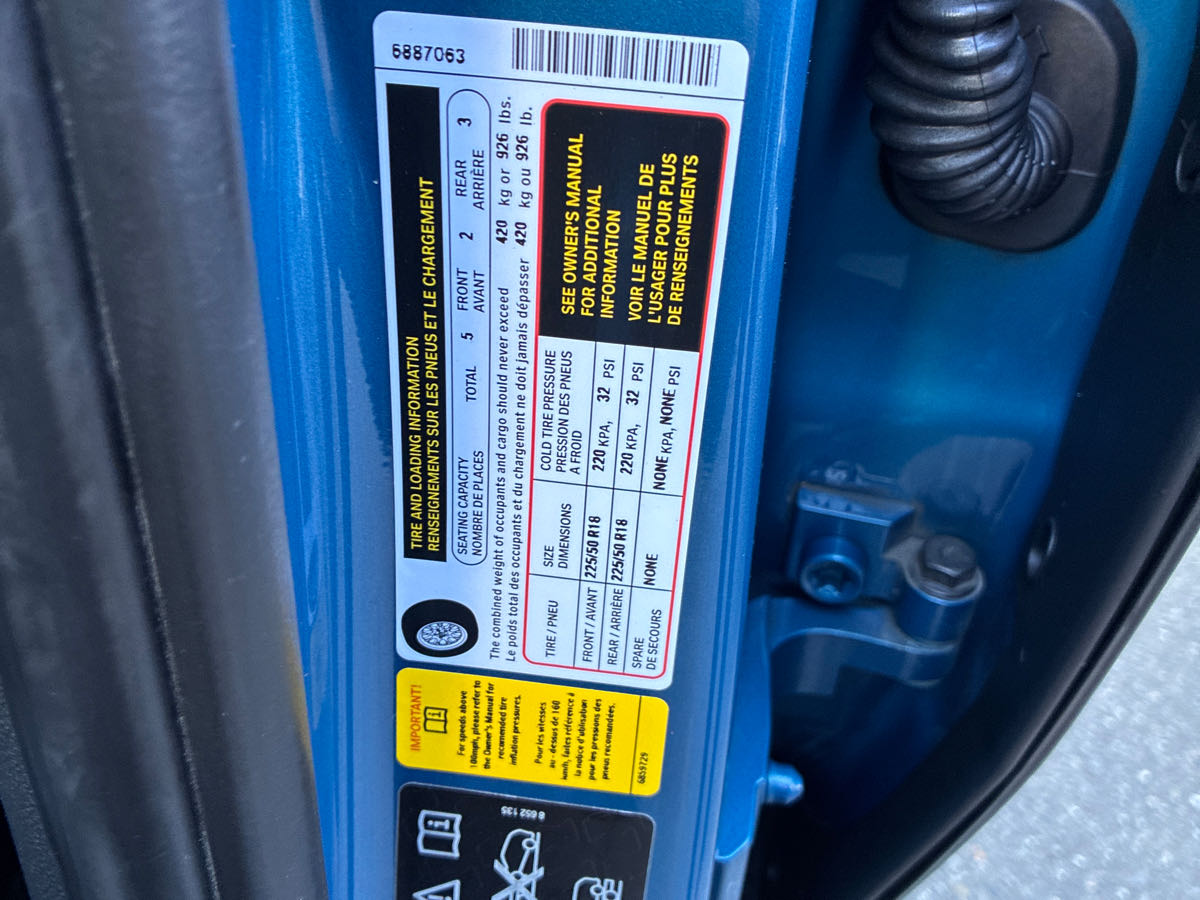 6887063
TIRE AND LOADING INFORMATION
RENSEIGNEMENTS SUR LES PNEUS ET LE CHARGEMENT
SEATING CAPACITY TOTAL 5 FRONT 2 REAR 3
NOMBRE DE PLACES AVANT ARRIÈRE
The combined weight of occupants and cargo should never exceed 420 kg or 926 lbs.
Le poids total des occupants et du chargement ne doit jamais dépasser 420 kg ou 926 lb.
TIRE / PNEU
SIZE
DIMENSIONS
COLD TIRE PRESSURE
PRESSION DES PNEUS
A FROID
FRONT / AVANT 225/50 R18 220 KPA, 32 PSI
REAR / ARRIÈRE 225/50 R18 220 KPA, 32 PSI
SPARE
DE SECOURS
NONE NONE KPA, NONE PSI
SEE OWNER'S MANUAL
FOR ADDITIONAL
INFORMATION
VOIR LE MANUEL DE
L'USAGER POUR PLUS
DE RENSEIGNEMENTS
IMPORTANT!
For speeds above
100mph, please refer to
the Owner's Manual for
recomended tire
inflation pressures.
Pour les vitesses
au - dessus de 160
km/h, faites référence à
la notice d'utilisation
pour les pressions des
pneus recomandées.
6859729
8 652 135